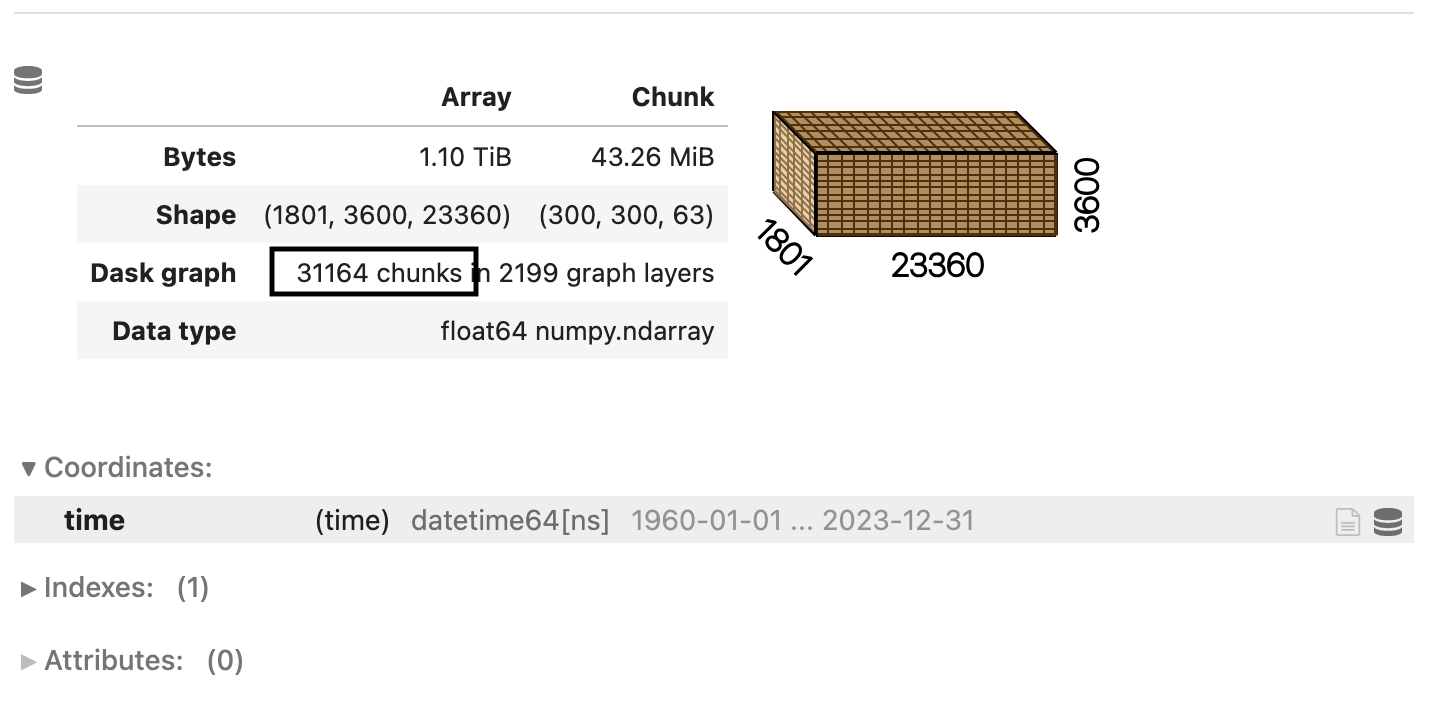 Array Chunk
Bytes 1.10 TiB 43.26 MiB
Shape (1801, 3600, 23360) (300, 300, 63)
Dask graph 31164 chunks in 2199 graph layers
Data type float64 numpy.ndarray
1801
23360
3600
▼ Coordinates:
time (time) datetime64[ns] 1960-01-01 ... 2023-12-31
► Indexes: (1)
► Attributes: (0)